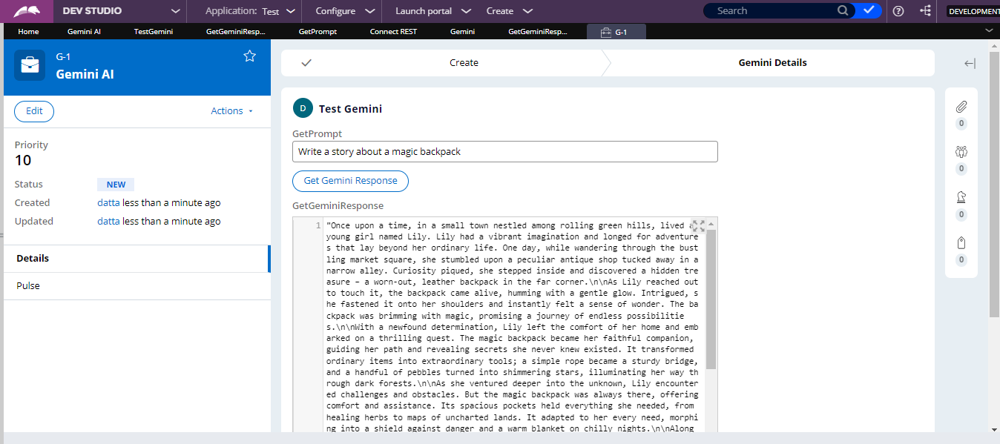 DEV STUDIO
Application: Test
Configure
Launch portal
Create
Search
DEVELOPMENT
Home
Gemini AI
TestGemini
GetGeminiResp...
GetPrompt
Connect REST
Gemini
GetGeminiResp...
G-1
G-1
Gemini AI
Edit
Actions
Priority
10
Status NEW
Created datta less than a minute ago
Updated datta less than a minute ago
Details
Pulse
Create
Gemini Details
D Test Gemini
GetPrompt
Write a story about a magic backpack
Get Gemini Response
GetGeminiResponse
1 "Once upon a time, in a small town nestled among rolling green hills, lived a
young girl named Lily. Lily had a vibrant imagination and longed for adventure
s that lay beyond her ordinary life. One day, while wandering through the bust
ling market square, she stumbled upon a peculiar antique shop tucked away in a
narrow alley. Curiosity piqued, she stepped inside and discovered a hidden tre
asure – a worn-out, leather backpack in the far corner.\n\nAs Lily reached out
to touch it, the backpack came alive, humming with a gentle glow. Intrigued, s
he fastened it onto her shoulders and instantly felt a sense of wonder. The ba
ckpack was brimming with magic, promising a journey of endless possibilitie
s.\n\nWith a newfound determination, Lily left the comfort of her home and emb
arked on a thrilling quest. The magic backpack became her faithful companion,
guiding her path and revealing secrets she never knew existed. It transformed
ordinary items into extraordinary tools; a simple rope became a sturdy bridge,
and a handful of pebbles turned into shimmering stars, illuminating her way th
rough dark forests.\n\nAs she ventured deeper into the unknown, Lily encounter
ed challenges and obstacles. But the magic backpack was always there, offering
comfort and assistance. Its spacious pockets held everything she needed, from
healing herbs to maps of uncharted lands. It adapted to her every need, morphi
ng into a shield against danger and a warm blanket on chilly nights.\n\nAlong
0
0
0
0